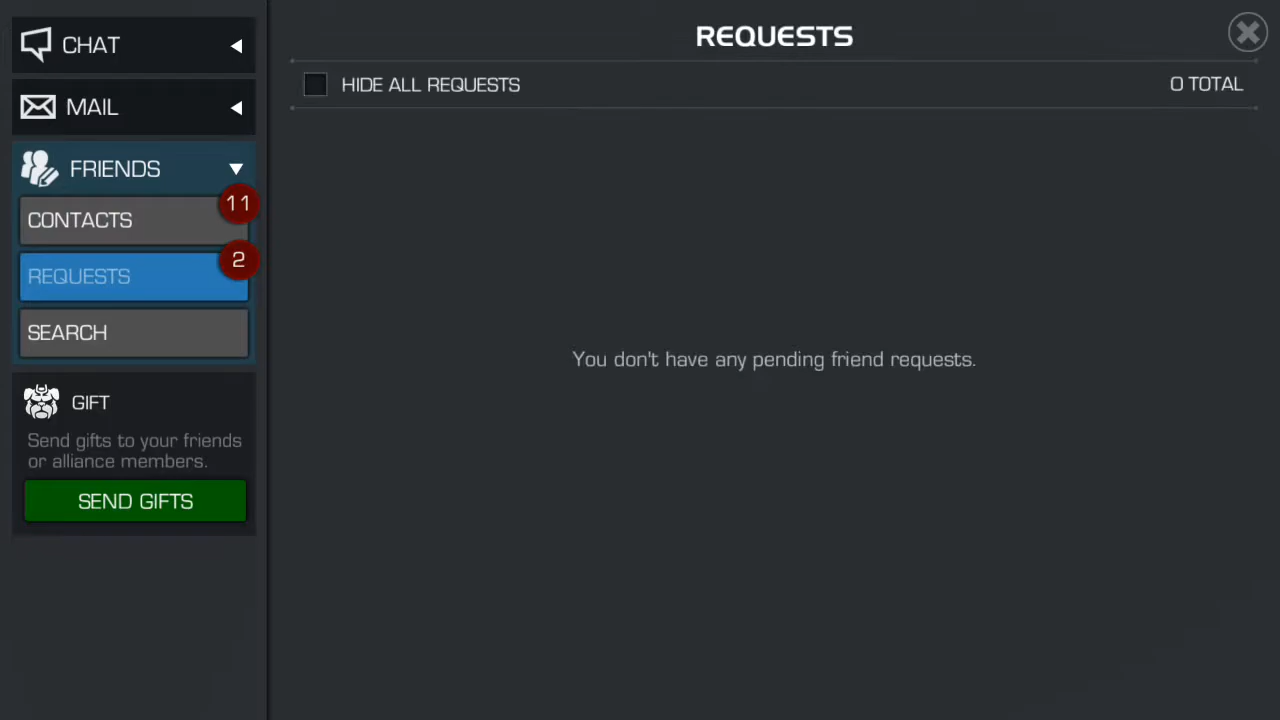 CHAT
MAIL
FRIENDS
CONTACTS
11
REQUESTS
2
SEARCH
GIFT
Send gifts to your friends
or alliance members.
SEND GIFTS
REQUESTS
HIDE ALL REQUESTS
0 TOTAL
You don't have any pending friend requests.